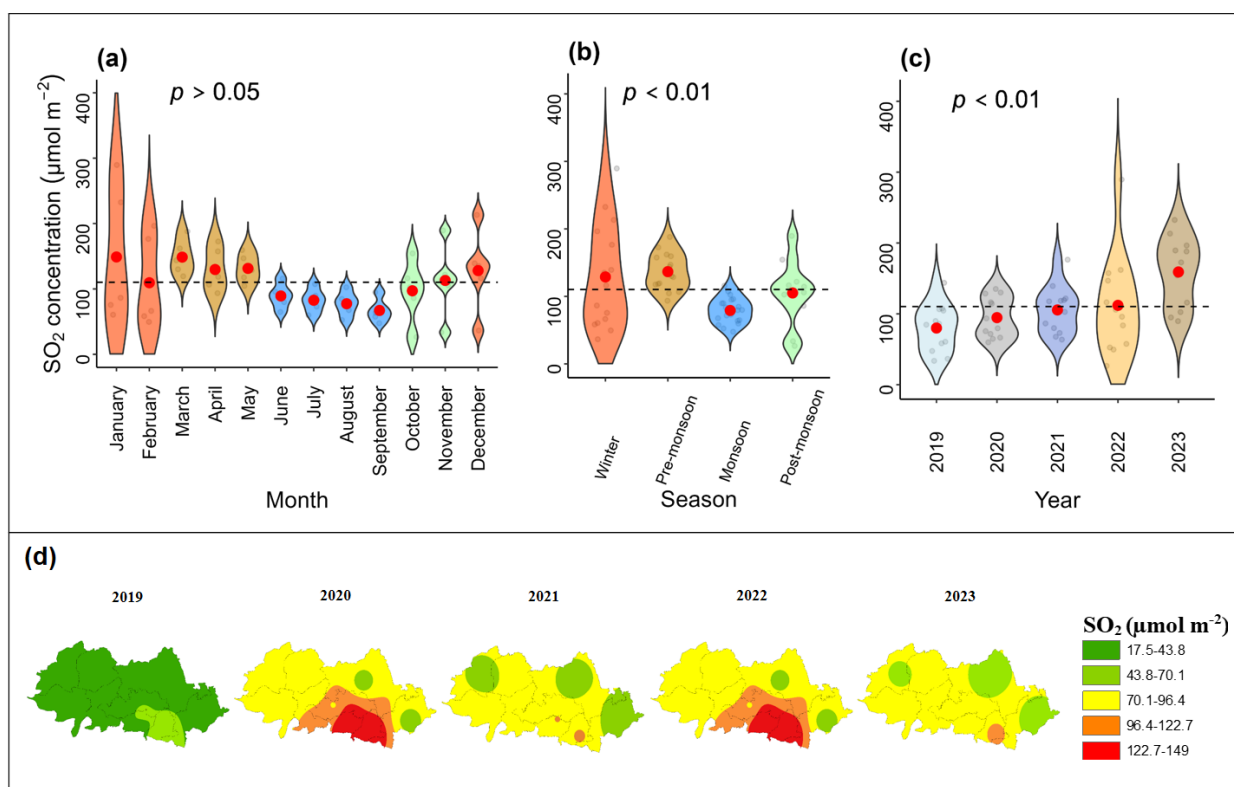 (a)
p > 0.05
SO₂ concentration (μmol m⁻²)
0 100 200 300 400
January February March April May June July August September October November December
Month
(b)
p < 0.01
0 100 200 300 400
Winter Pre-monsoon Monsoon Post-monsoon
Season
(c)
p < 0.01
0 100 200 300 400
2019 2020 2021 2022 2023
Year
(d)
2019 2020 2021 2022 2023
SO₂ (μmol m⁻²)
17.5-43.8
43.8-70.1
70.1-96.4
96.4-122.7
122.7-149